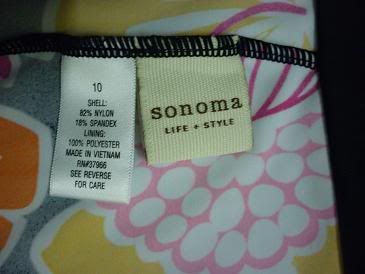 10
SHELL:
82% NYLON
18% SPANDEX
LINING:
100% POLYESTER
MADE IN VIETNAM
RN#37966
SEE REVERSE
FOR CARE
sonoma
LIFE + STYLE